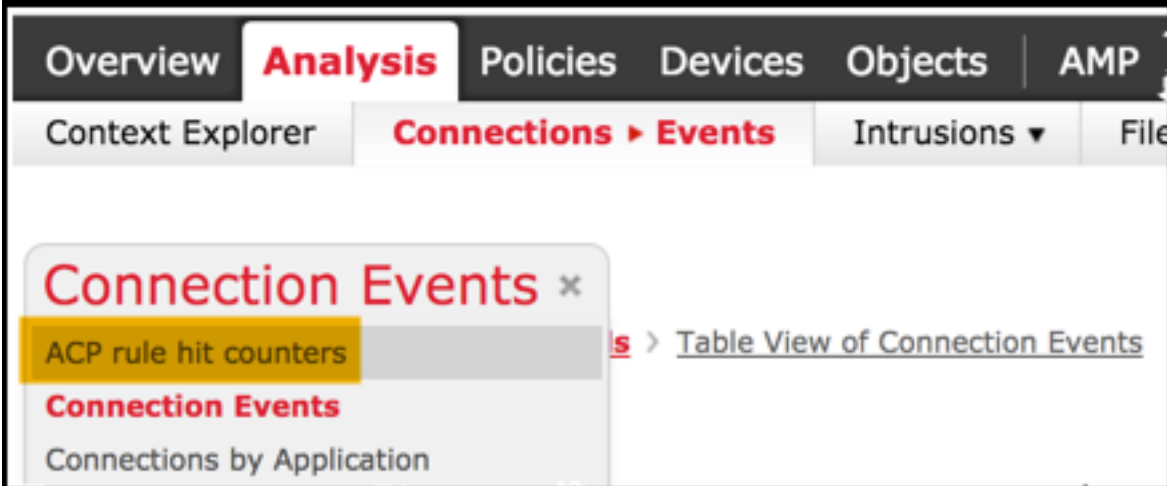 Overview Analysis Policies Devices Objects AMP
Context Explorer Connections ▸ Events Intrusions ▾ File
Connection Events ×
ACP rule hit counters
s > Table View of Connection Events
Connection Events
Connections by Application